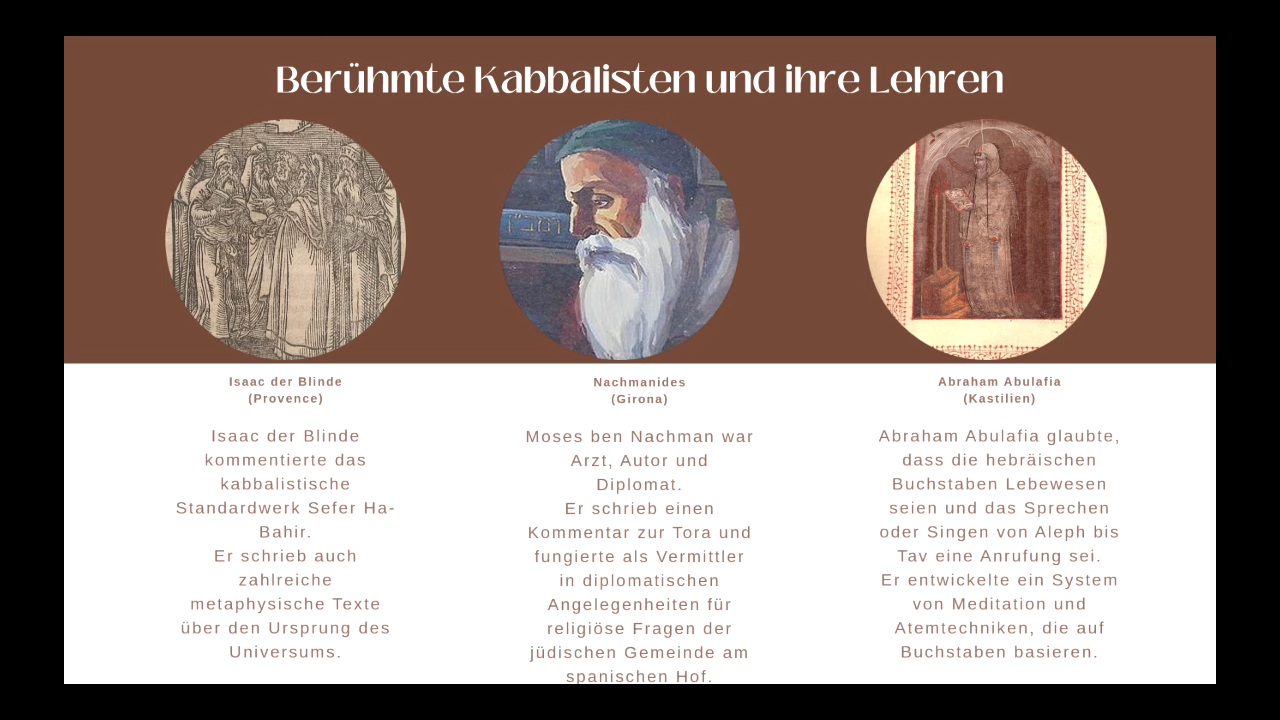 Berühmte Kabbalisten und ihre Lehren
רמב"ן
Isaac der Blinde
(Provence)
Isaac der Blinde
kommentierte das
kabbalistische
Standardwerk Sefer Ha-
Bahir.
Er schrieb auch
zahlreiche
metaphysische Texte
über den Ursprung des
Universums.
Nachmanides
(Girona)
Moses ben Nachman war
Arzt, Autor und
Diplomat.
Er schrieb einen
Kommentar zur Tora und
fungierte als Vermittler
in diplomatischen
Angelegenheiten für
religiöse Fragen der
jüdischen Gemeinde am
spanischen Hof.
Abraham Abulafia
(Kastilien)
Abraham Abulafia glaubte,
dass die hebräischen
Buchstaben Lebewesen
seien und das Sprechen
oder Singen von Aleph bis
Tav eine Anrufung sei.
Er entwickelte ein System
von Meditation und
Atemtechniken, die auf
Buchstaben basieren.